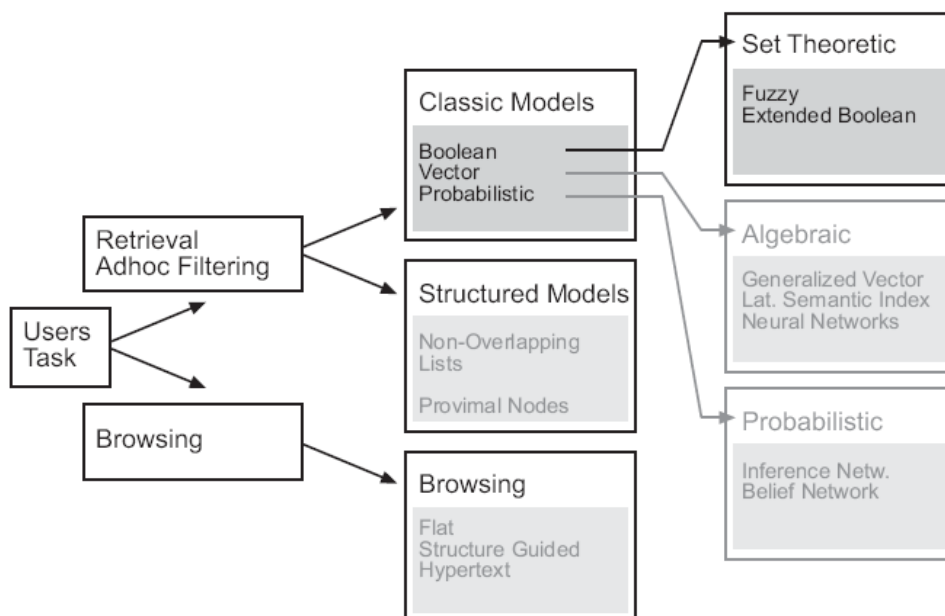 Users
Task
Retrieval
Adhoc Filtering
Browsing
Classic Models
Boolean
Vector
Probabilistic
Structured Models
Non-Overlapping
Lists
Provimal Nodes
Browsing
Flat
Structure Guided
Hypertext
Set Theoretic
Fuzzy
Extended Boolean
Algebraic
Generalized Vector
Lat. Semantic Index
Neural Networks
Probabilistic
Inference Netw.
Belief Network